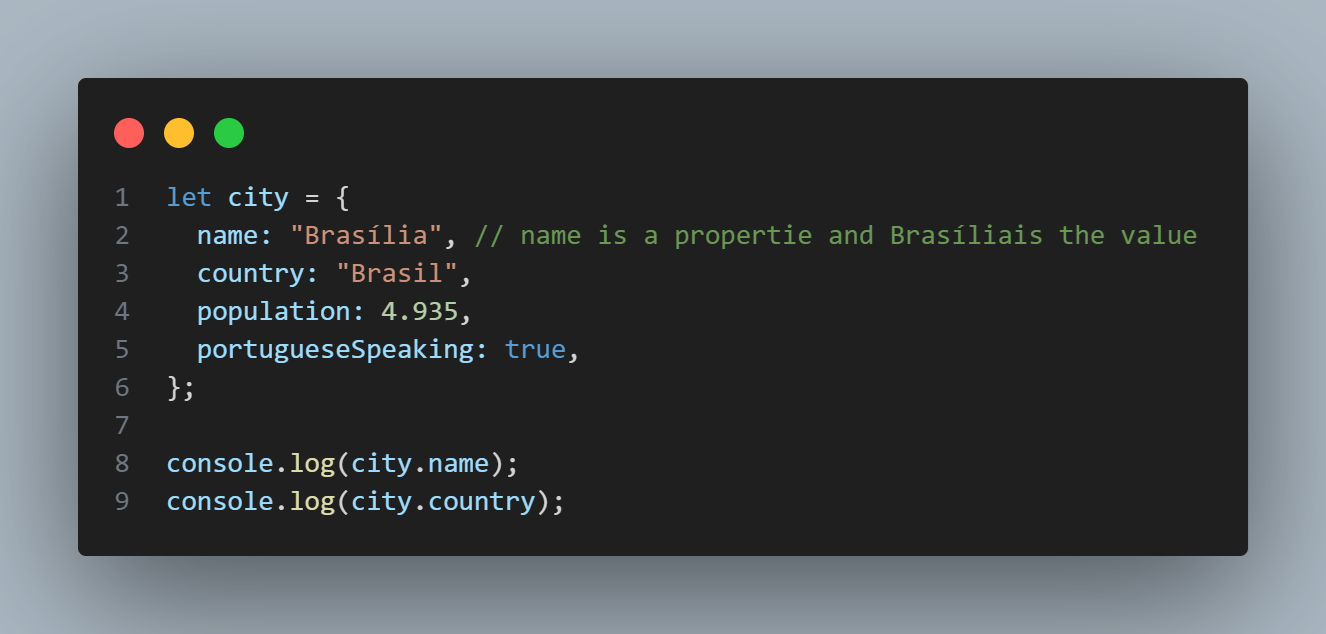 1 let city = {
2 name: "Brasília", // name is a propertie and Brasíliais the value
3 country: "Brasil",
4 population: 4.935,
5 portugueseSpeaking: true,
6 };
7
8 console.log(city.name);
9 console.log(city.country);